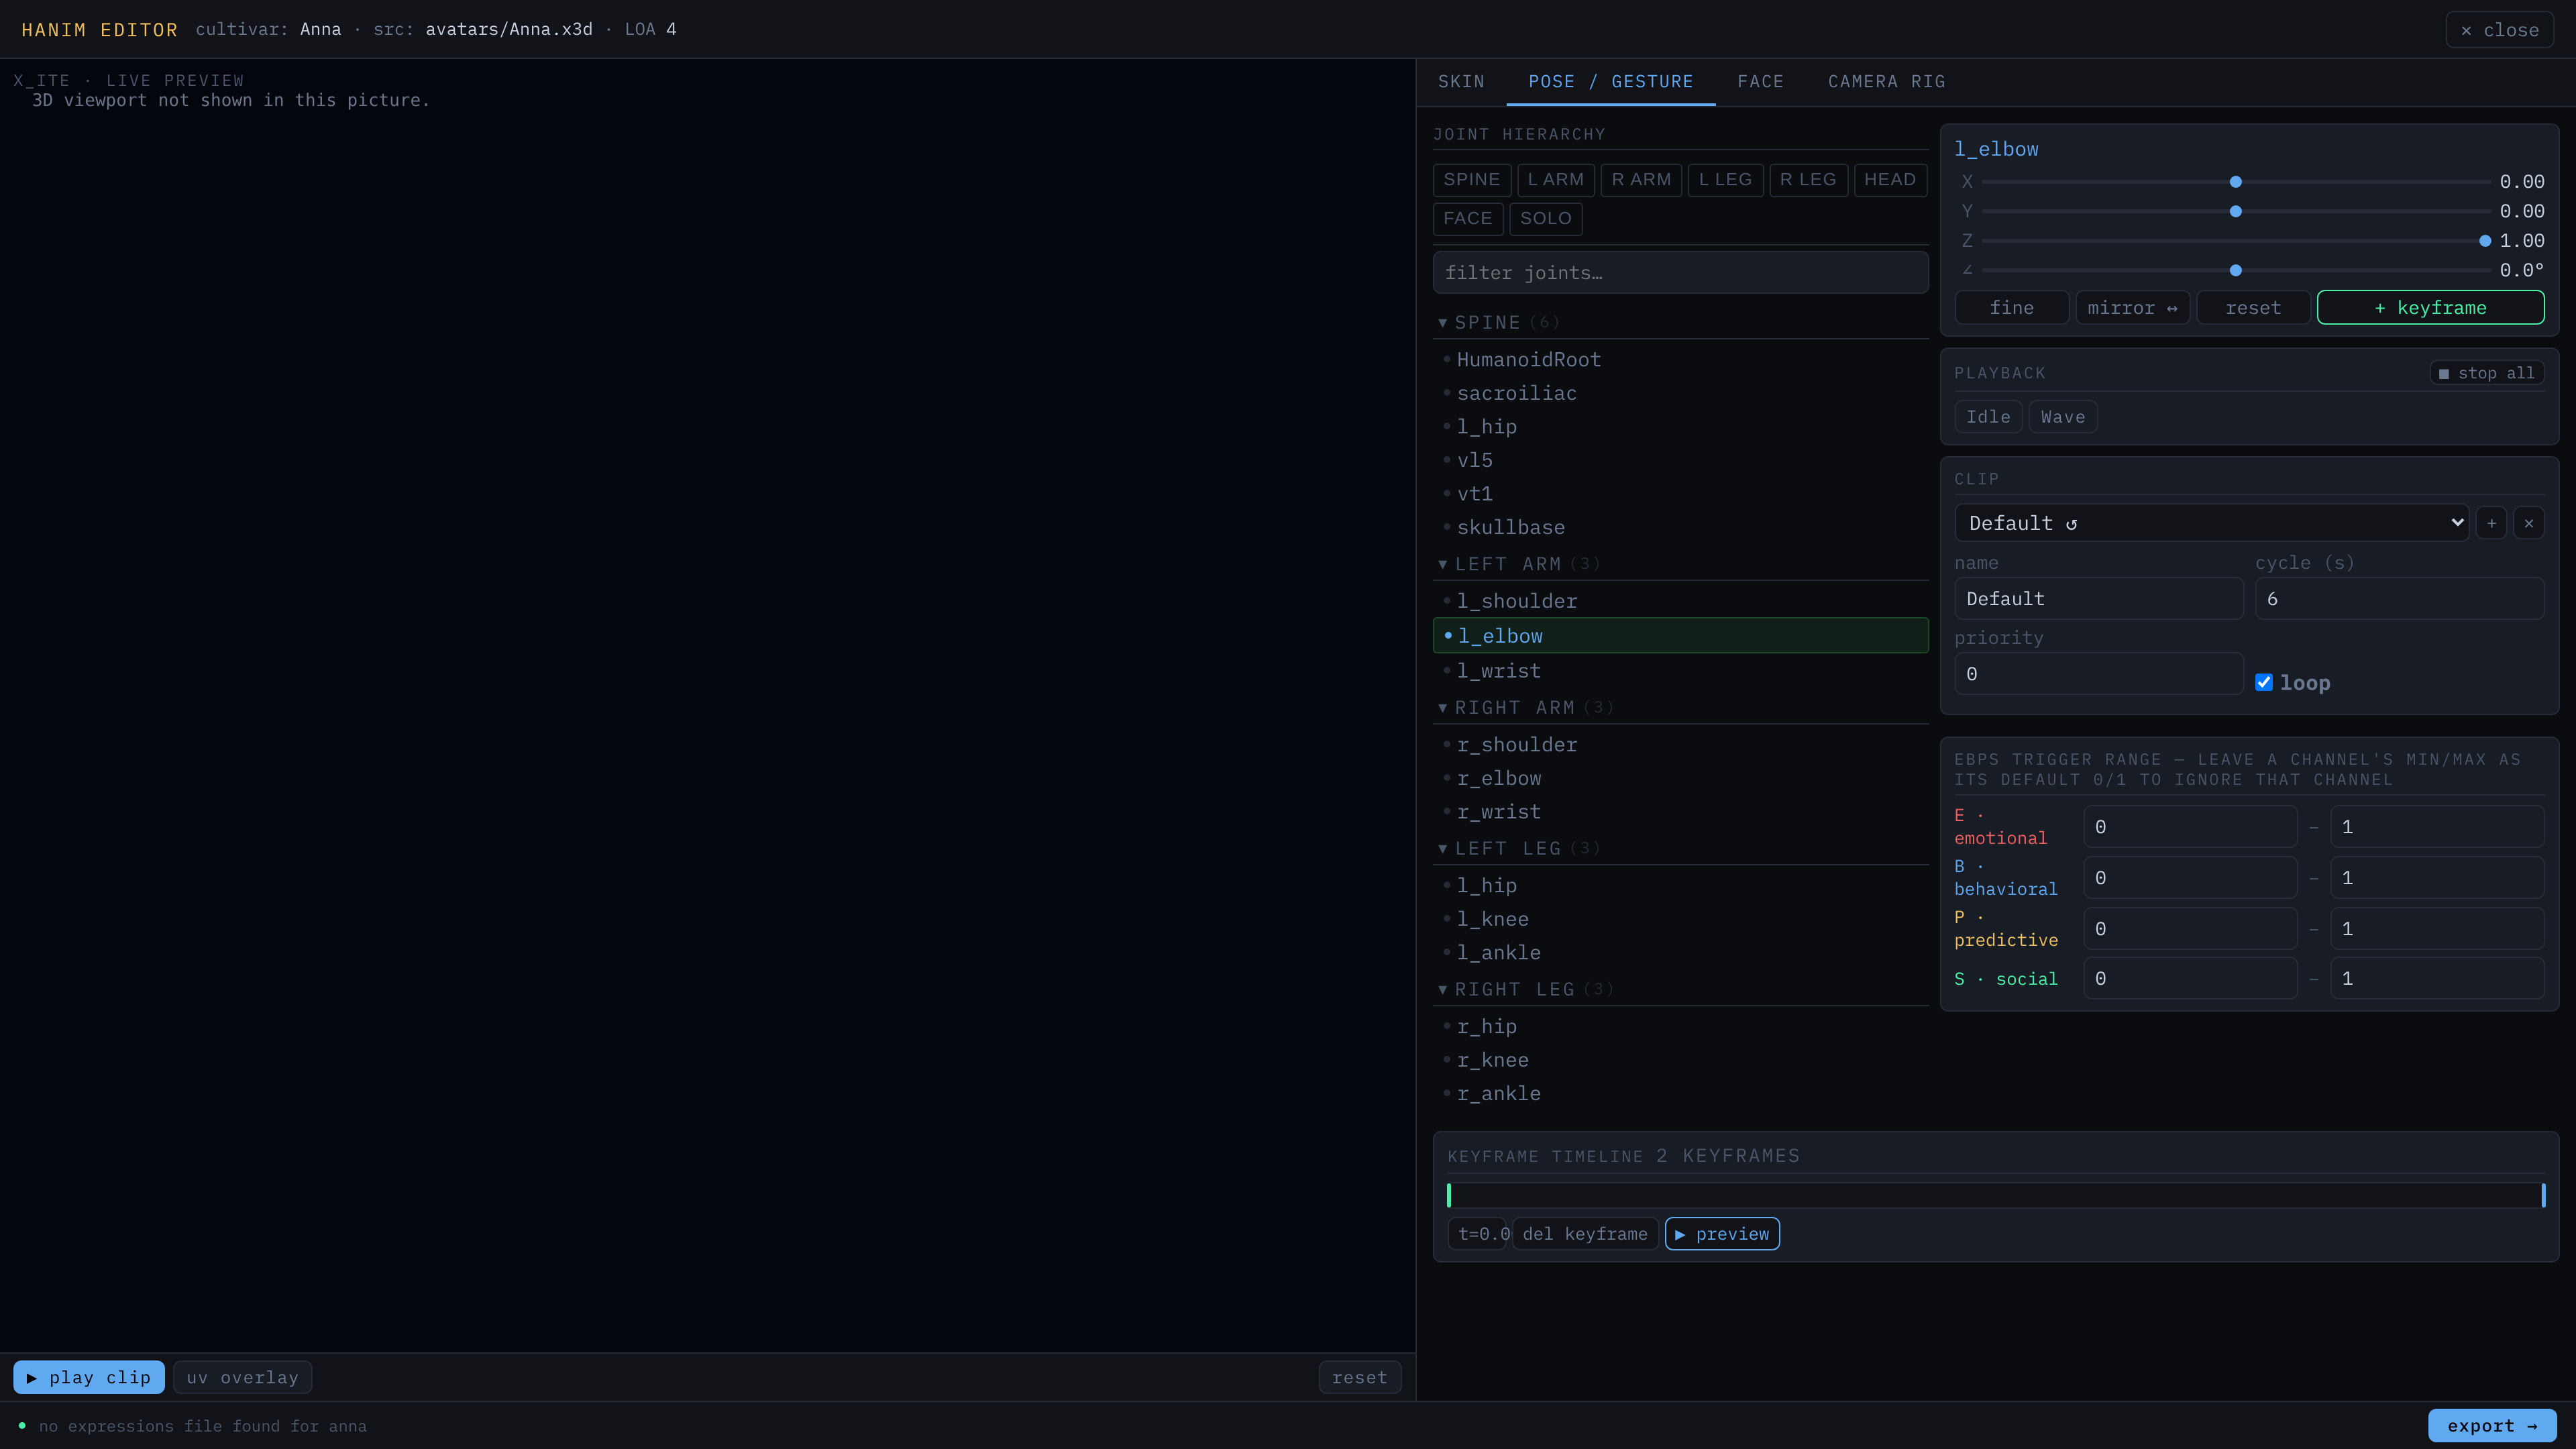 HANIM EDITOR cultivar: Anna · src: avatars/Anna.x3d · LOA 4
× close
X_ITE · LIVE PREVIEW
3D viewport not shown in this picture.
▶ play clip
uv overlay
reset
SKIN
POSE / GESTURE
FACE
CAMERA RIG
JOINT HIERARCHY
SPINE L ARM R ARM L LEG R LEG HEAD
FACE SOLO
filter joints…
▼ SPINE (6)
HumanoidRoot
sacroiliac
l_hip
vl5
vt1
skullbase
▼ LEFT ARM (3)
l_shoulder
l_elbow
l_wrist
▼ RIGHT ARM (3)
r_shoulder
r_elbow
r_wrist
▼ LEFT LEG (3)
l_hip
l_knee
l_ankle
▼ RIGHT LEG (3)
r_hip
r_knee
r_ankle
l_elbow
X 0.00
Y 0.00
Z 1.00
∠ 0.0°
fine mirror ↔ reset + keyframe
PLAYBACK ■ stop all
Idle Wave
CLIP
Default ↺ + ×
name cycle (s)
Default 6
priority
0 loop
EBPS TRIGGER RANGE — LEAVE A CHANNEL'S MIN/MAX AS
ITS DEFAULT 0/1 TO IGNORE THAT CHANNEL
E ·
emotional 0 – 1
B ·
behavioral 0 – 1
P ·
predictive 0 – 1
S · social 0 – 1
KEYFRAME TIMELINE 2 KEYFRAMES
t=0.0 del keyframe ▶ preview
no expressions file found for anna
export →